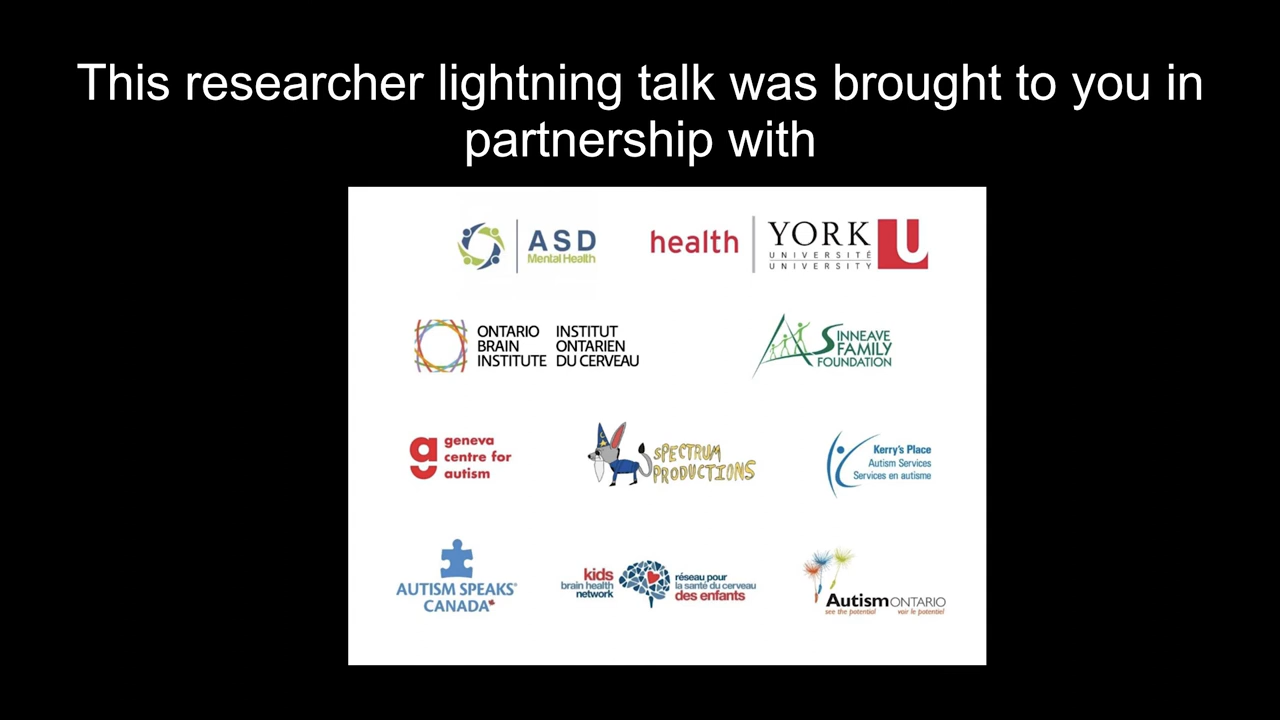 This researcher lightning talk was brought to you in
partnership with
ASD
Mental Health
health
YORK
UNIVERSITÉ
UNIVERSITY
U
ONTARIO
BRAIN
INSTITUTE
INSTITUT
ONTARIEN
DU CERVEAU
SINNEAVE
FAMILY
FOUNDATION
geneva
centre for
autism
SPECTRUM
PRODUCTIONS
Kerry's Place
Autism Services
Services en autisme
AUTISM SPEAKS®
CANADA
kids
brain health
network
réseau pour
la santé du cerveau
des enfants
Autism ONTARIO
see the potential
voir le potentiel